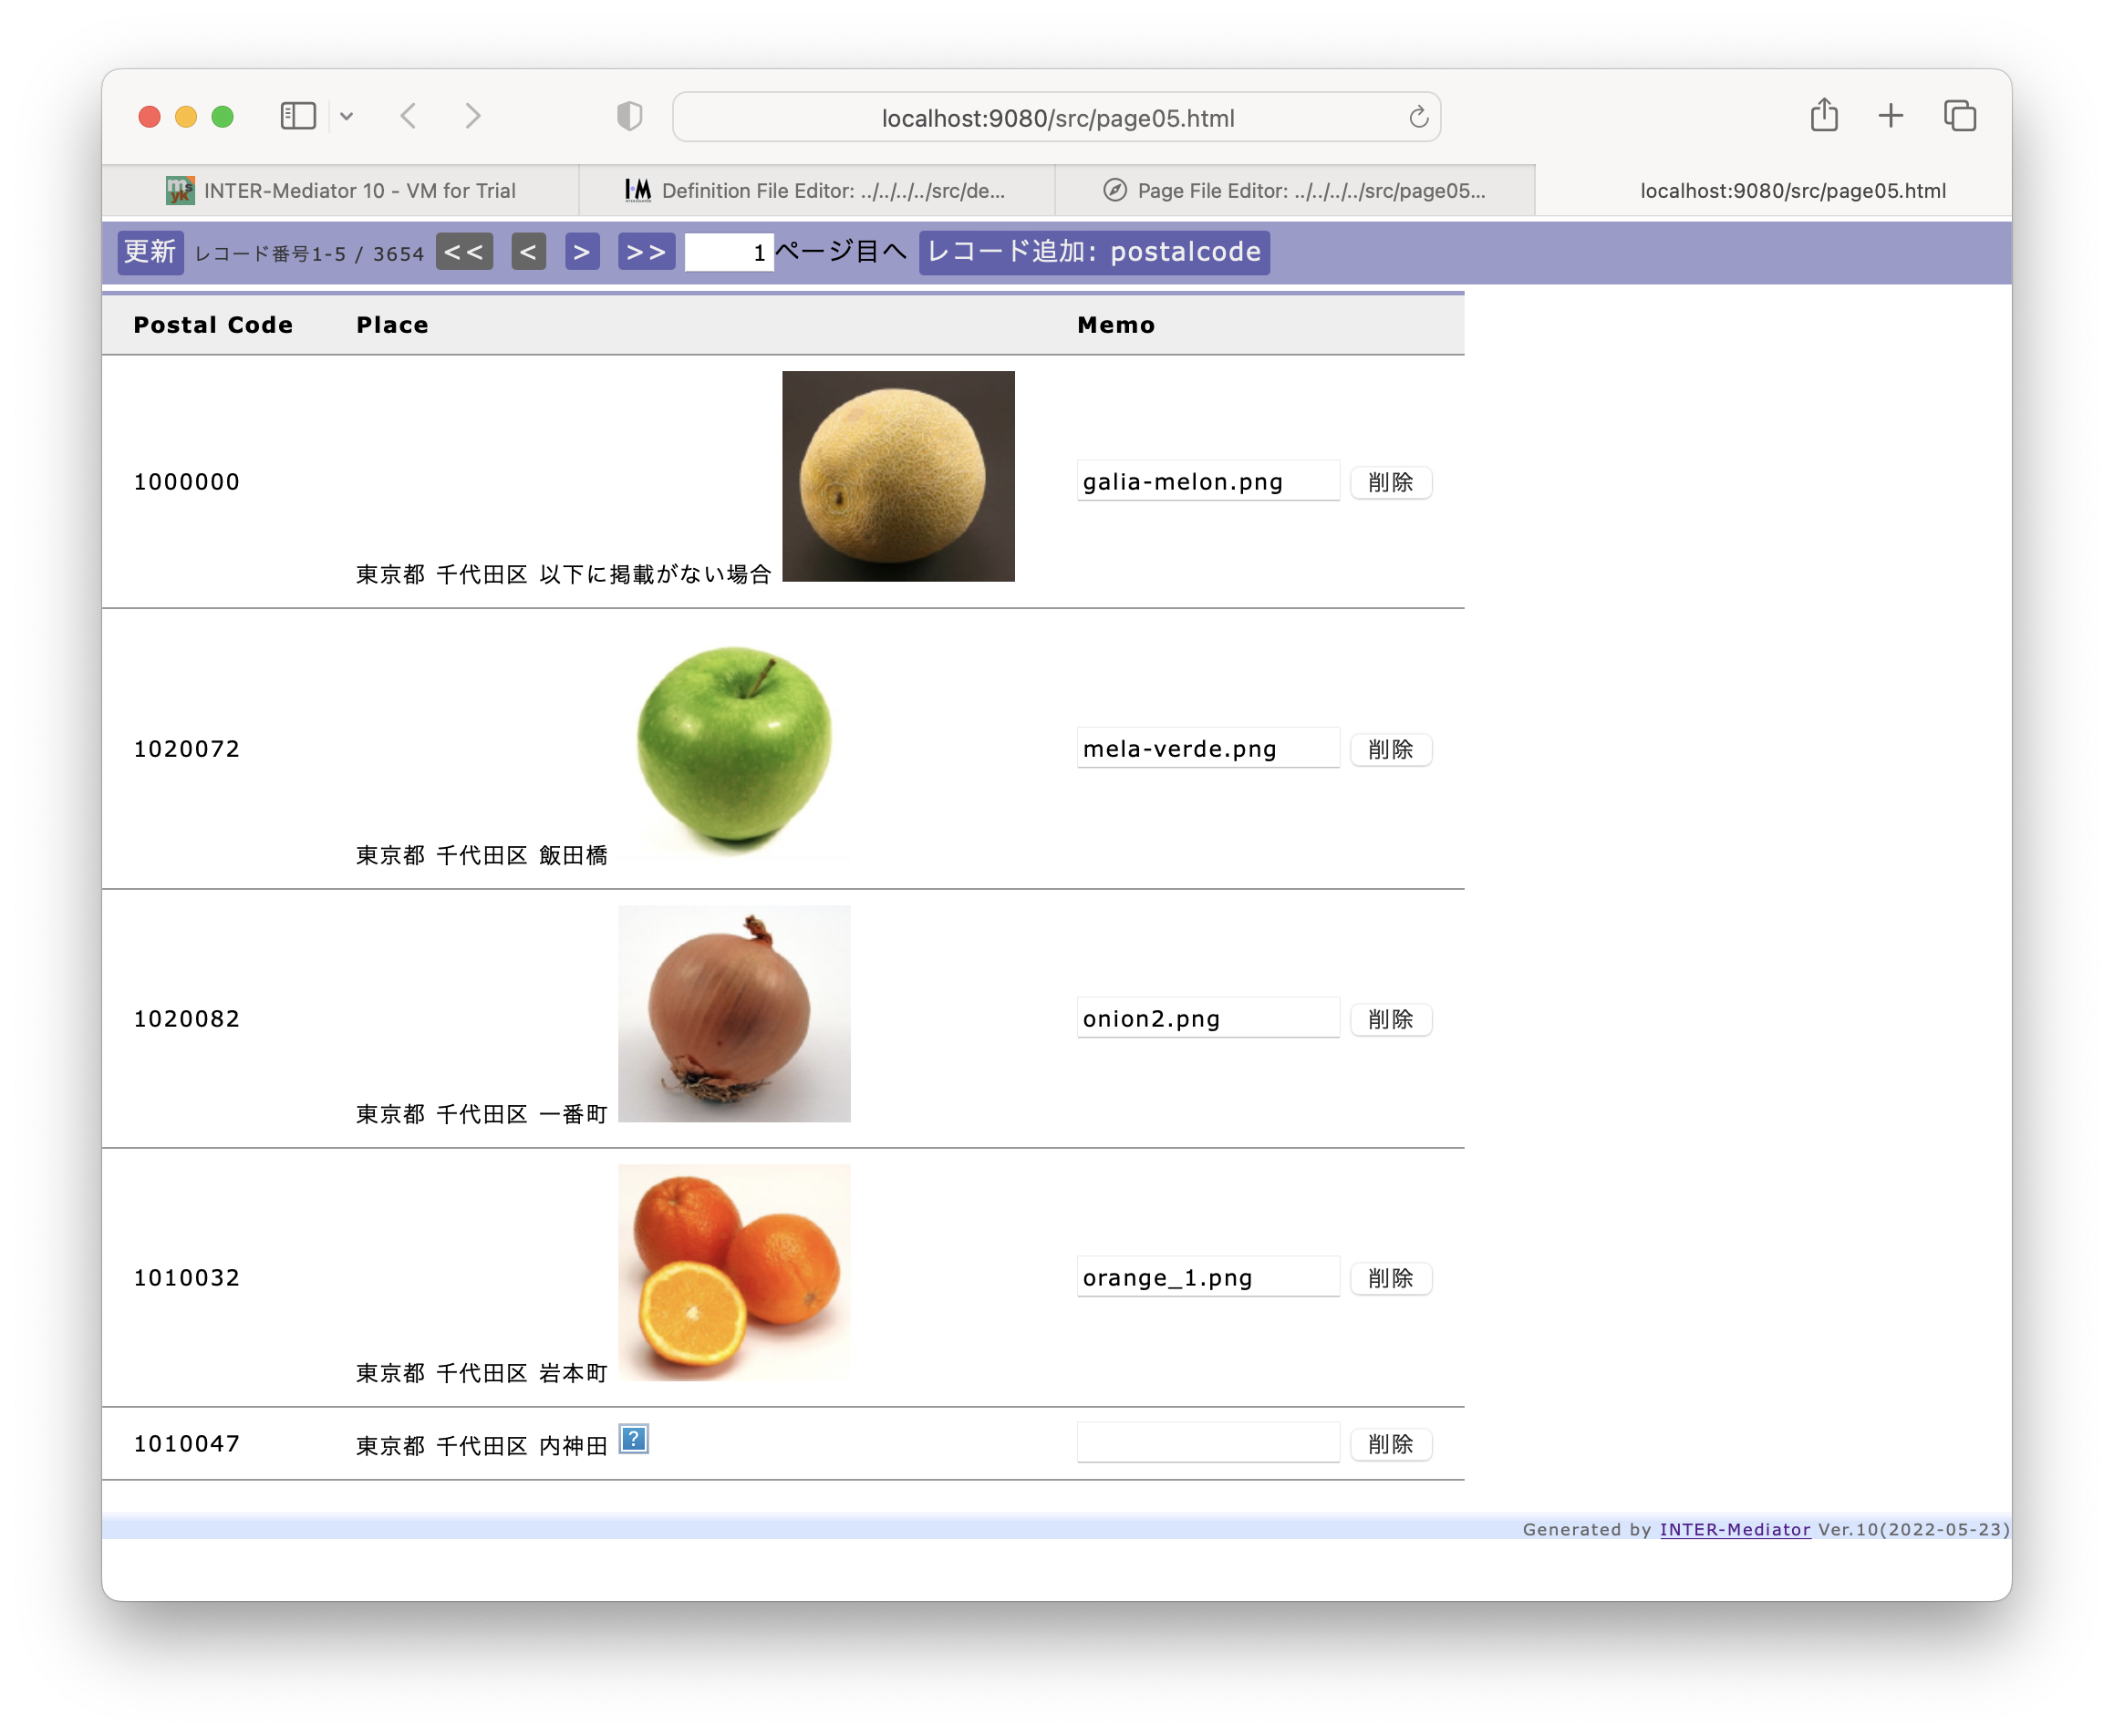 localhost:9080/src/page05.html
INTER-Mediator 10 - VM for Trial
Definition File Editor: ../../../../src/de...
Page File Editor: ../../../../src/page05...
localhost:9080/src/page05.html
更新 レコード番号1-5 / 3654 << < > >> 1 ページ目へ レコード追加: postalcode
Postal Code Place Memo
1000000 東京都 千代田区 以下に掲載がない場合 galia-melon.png 削除
1020072 東京都 千代田区 飯田橋 mela-verde.png 削除
1020082 東京都 千代田区 一番町 onion2.png 削除
1010032 東京都 千代田区 岩本町 orange_1.png 削除
1010047 東京都 千代田区 内神田 ? 削除
Generated by INTER-Mediator Ver.10(2022-05-23)